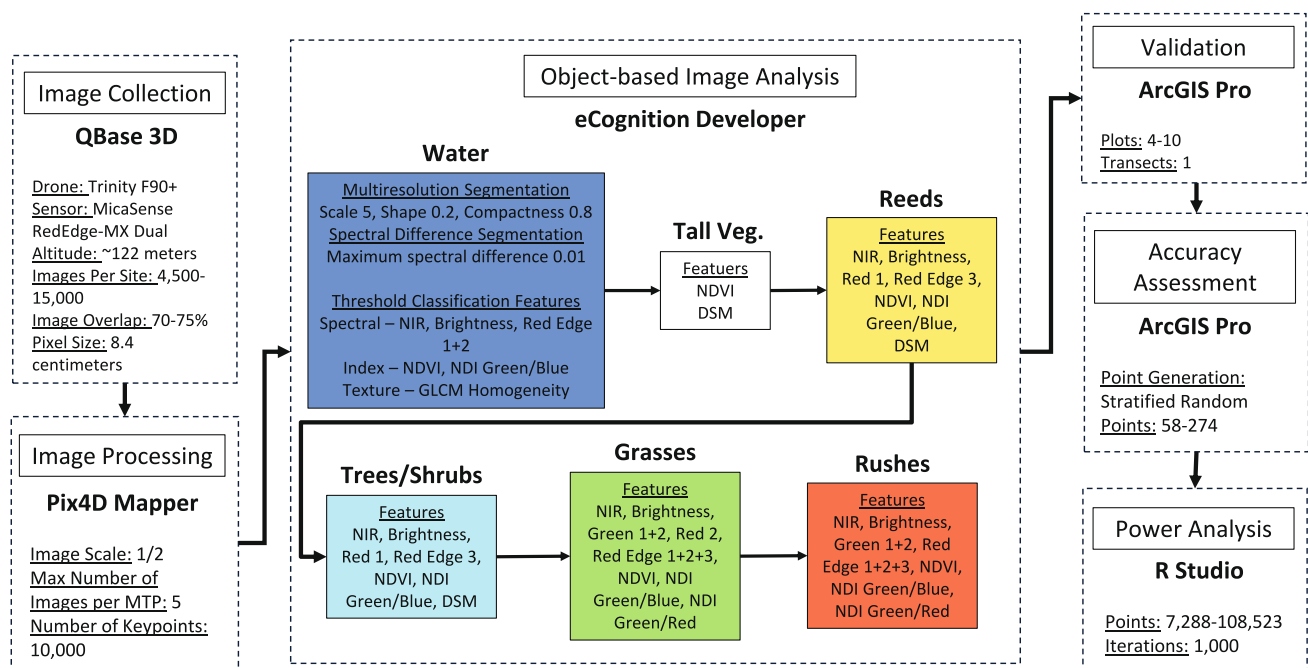 Image Collection
QBase 3D
Drone: Trinity F90+
Sensor: MicaSense
RedEdge-MX Dual
Altitude: ~122 meters
Images Per Site: 4,500-
15,000
Image Overlap: 70-75%
Pixel Size: 8.4
centimeters
Image Processing
Pix4D Mapper
Image Scale: 1/2
Max Number of
Images per MTP: 5
Number of Keypoints:
10,000
Object-based Image Analysis
eCognition Developer
Water
Multiresolution Segmentation
Scale 5, Shape 0.2, Compactness 0.8
Spectral Difference Segmentation
Maximum spectral difference 0.01
Threshold Classification Features
Spectral – NIR, Brightness, Red Edge
1+2
Index – NDVI, NDI Green/Blue
Texture – GLCM Homogeneity
Tall Veg.
Featuers
NDVI
DSM
Reeds
Features
NIR, Brightness,
Red 1, Red Edge 3,
NDVI, NDI
Green/Blue,
DSM
Trees/Shrubs
Features
NIR, Brightness,
Red 1, Red Edge 3,
NDVI, NDI
Green/Blue, DSM
Grasses
Features
NIR, Brightness,
Green 1+2, Red 2,
Red Edge 1+2+3,
NDVI, NDI
Green/Blue, NDI
Green/Red
Rushes
Features
NIR, Brightness,
Green 1+2, Red
Edge 1+2+3, NDVI,
NDI Green/Blue,
NDI Green/Red
Validation
ArcGIS Pro
Plots: 4-10
Transects: 1
Accuracy
Assessment
ArcGIS Pro
Point Generation:
Stratified Random
Points: 58-274
Power Analysis
R Studio
Points: 7,288-108,523
Iterations: 1,000